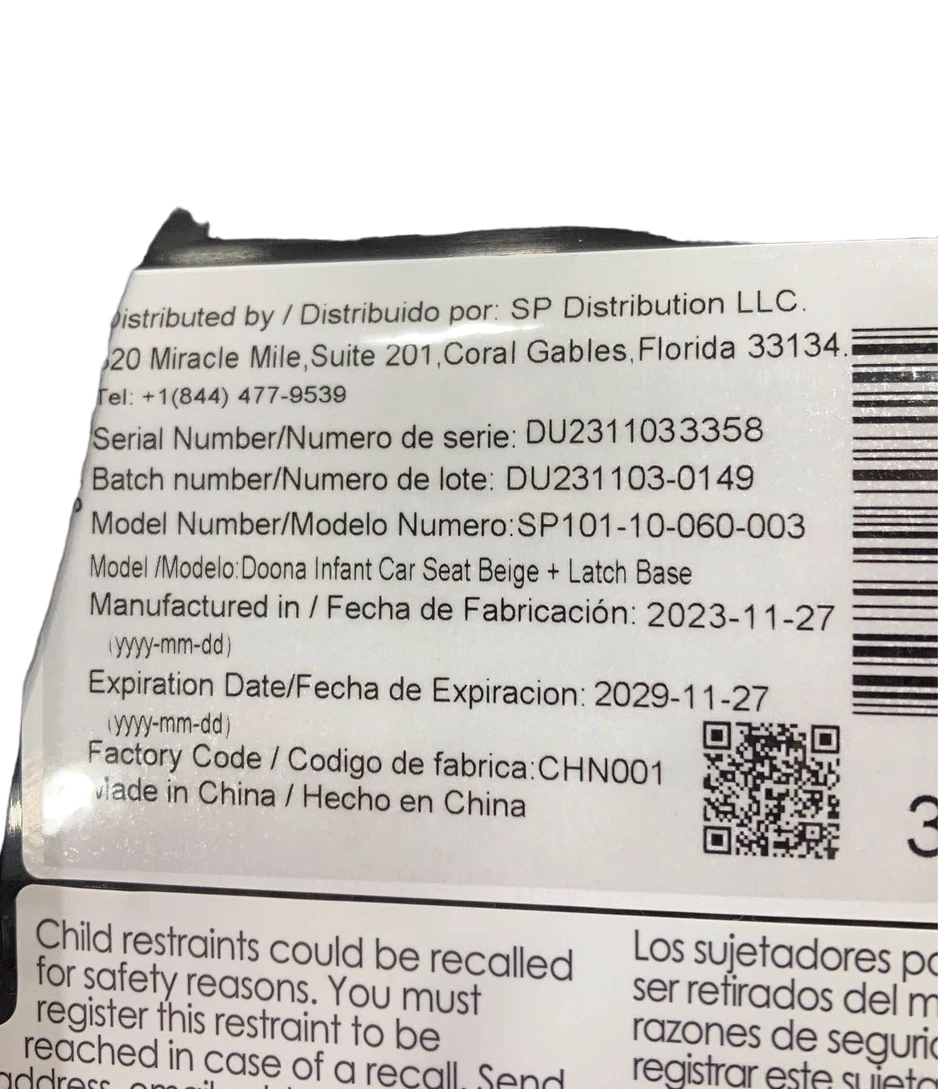 Distributed by / Distribuido por: SP Distribution LLC.
20 Miracle Mile,Suite 201,Coral Gables,Florida 33134.
Tel: +1(844) 477-9539
Serial Number/Numero de serie: DU2311033358
Batch number/Numero de lote: DU231103-0149
Model Number/Modelo Numero:SP101-10-060-003
Model /Modelo:Doona Infant Car Seat Beige + Latch Base
Manufactured in / Fecha de Fabricación: 2023-11-27
(yyyy-mm-dd)
Expiration Date/Fecha de Expiracion: 2029-11-27
(yyyy-mm-dd)
Factory Code / Codigo de fabrica:CHN001
Made in China / Hecho en China
3
Child restraints could be recalled
for safety reasons. You must
register this restraint to be
reached in case of a recall. Send
Los sujetadores
ser retirados del
razones de
registrar este